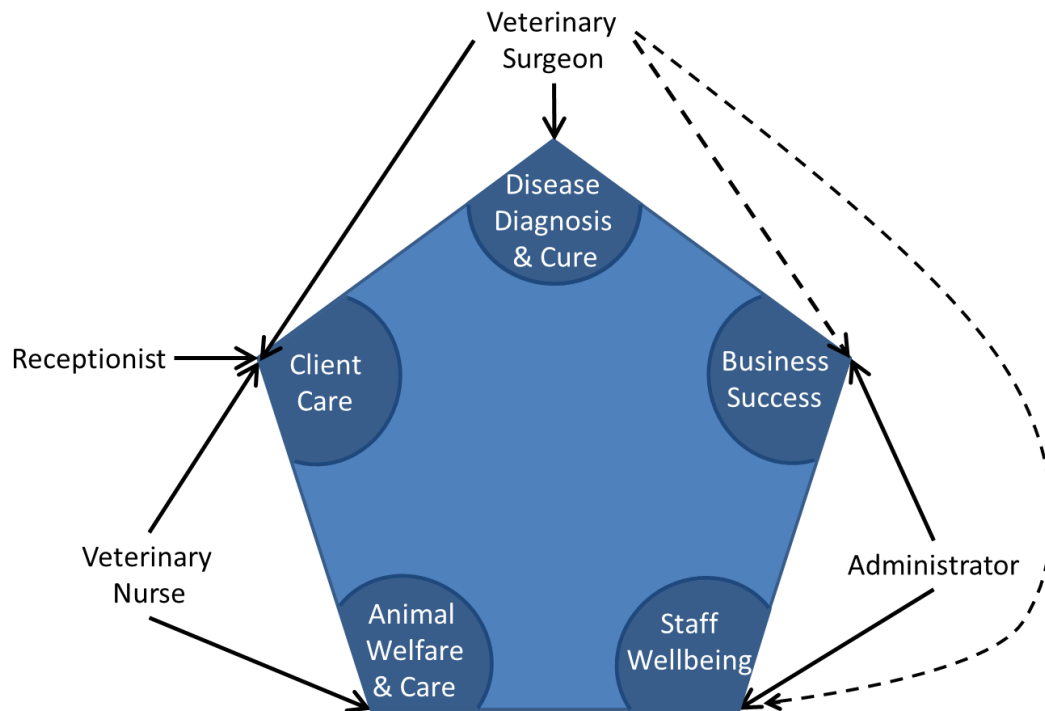 Veterinary
Surgeon
Disease
Diagnosis
& Cure
Receptionist
Client
Care
Business
Success
Veterinary
Nurse
Administrator
Animal
Welfare
& Care
Staff
Wellbeing